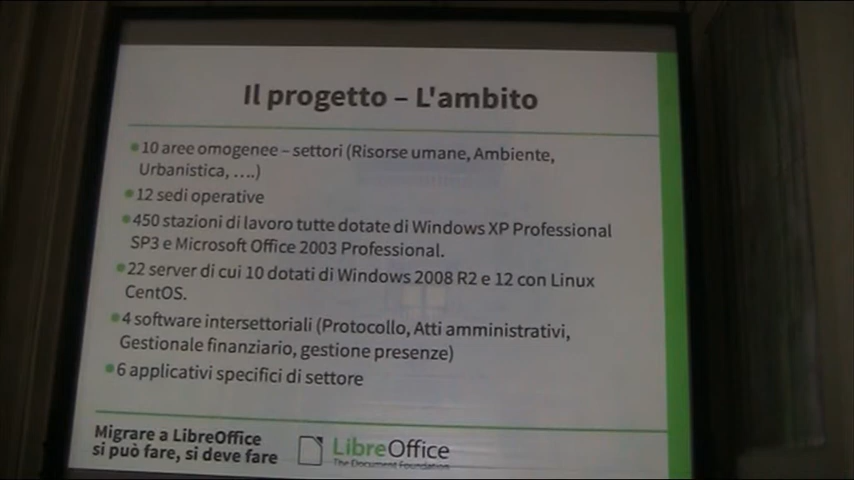 Il progetto – L'ambito
10 aree omogenee – settori (Risorse umane, Ambiente,
Urbanistica, ....)
12 sedi operative
450 stazioni di lavoro tutte dotate di Windows XP Professional
SP3 e Microsoft Office 2003 Professional.
22 server di cui 10 dotati di Windows 2008 R2 e 12 con Linux
CentOS.
4 software intersettoriali (Protocollo, Atti amministrativi,
Gestionale finanziario, gestione presenze)
6 applicativi specifici di settore
Migrare a LibreOffice
si può fare, si deve fare
LibreOffice
The Document Foundation